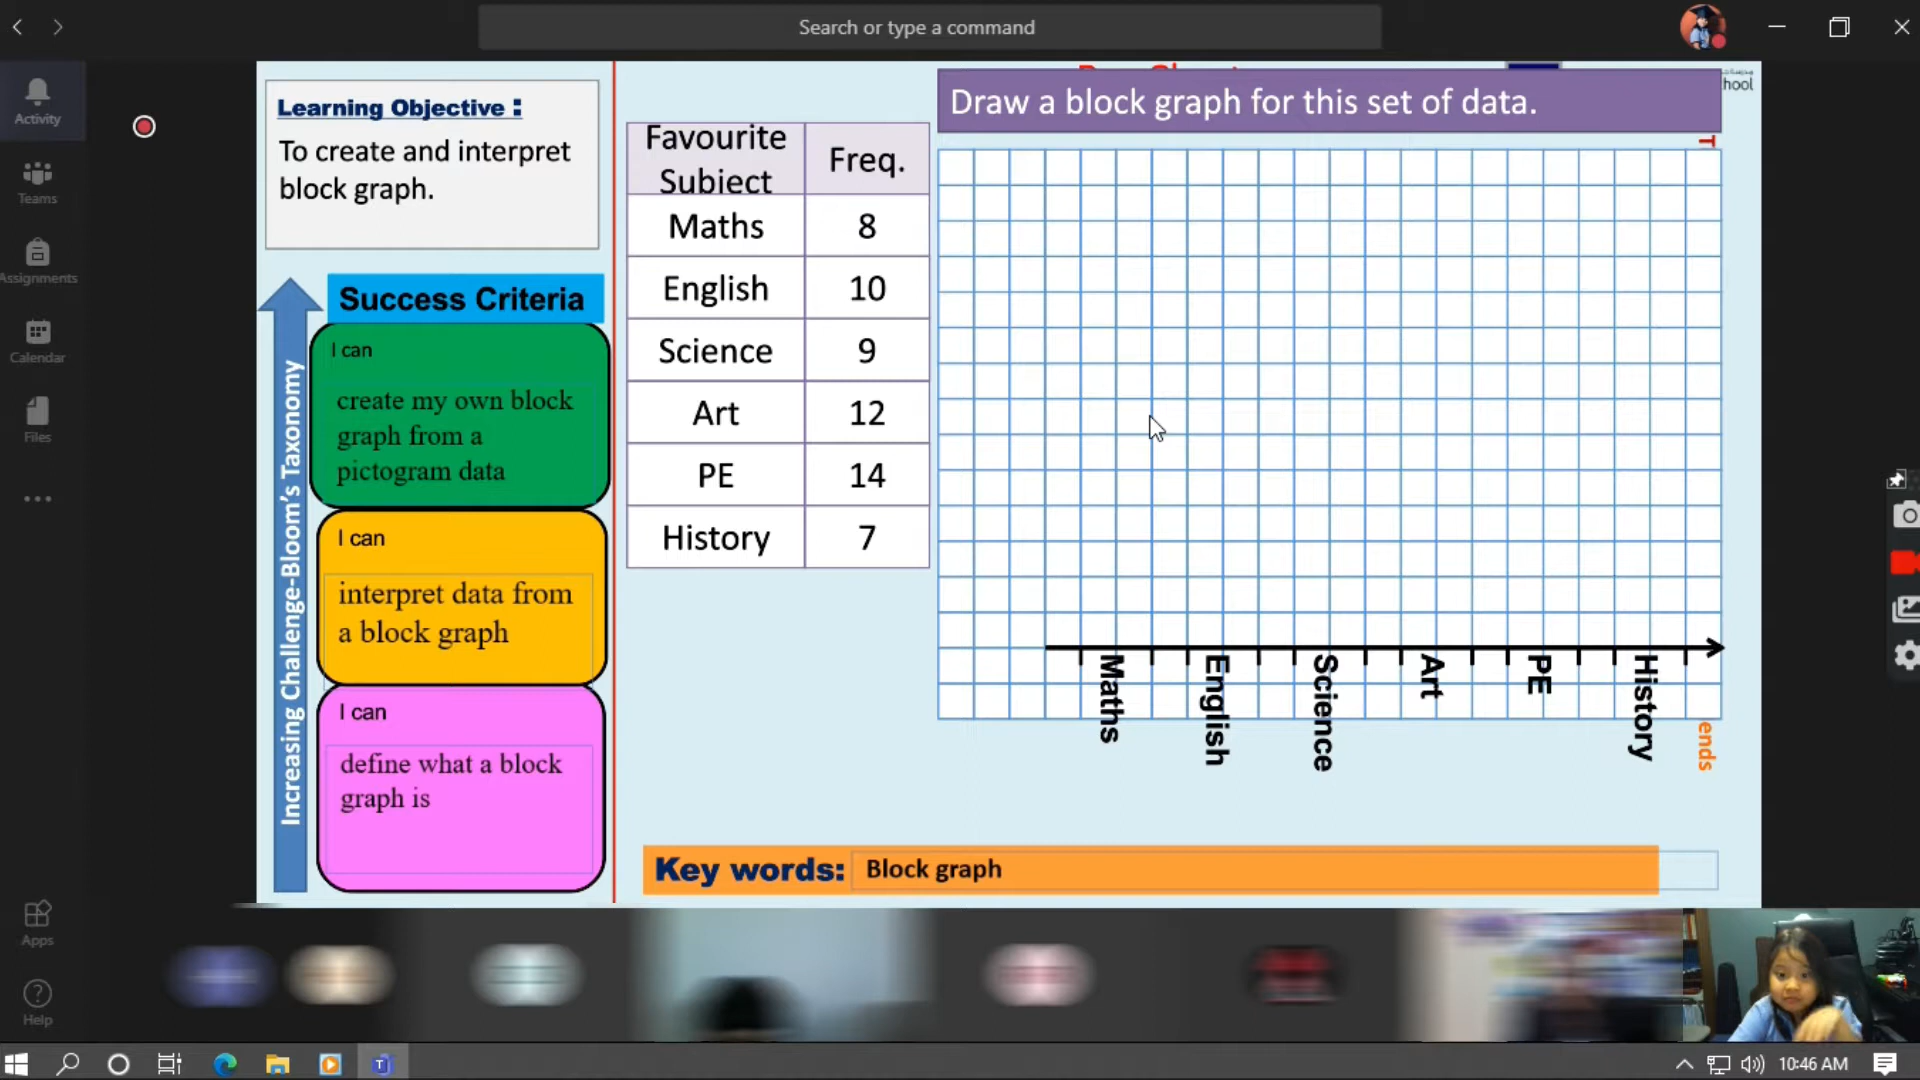 Search or type a command
Activity
Teams
Assignments
Calendar
Files
Apps
Help
Learning Objective :
To create and interpret
block graph.
Success Criteria
Increasing Challenge-Bloom's Taxonomy
I can
create my own block
graph from a
pictogram data
I can
interpret data from
a block graph
I can
define what a block
graph is
Favourite Subject Freq.
Maths 8
English 10
Science 9
Art 12
PE 14
History 7
Draw a block graph for this set of data.
hool
T
Maths
English
Science
Art
PE
History
ends
Key words: Block graph
10:46 AM